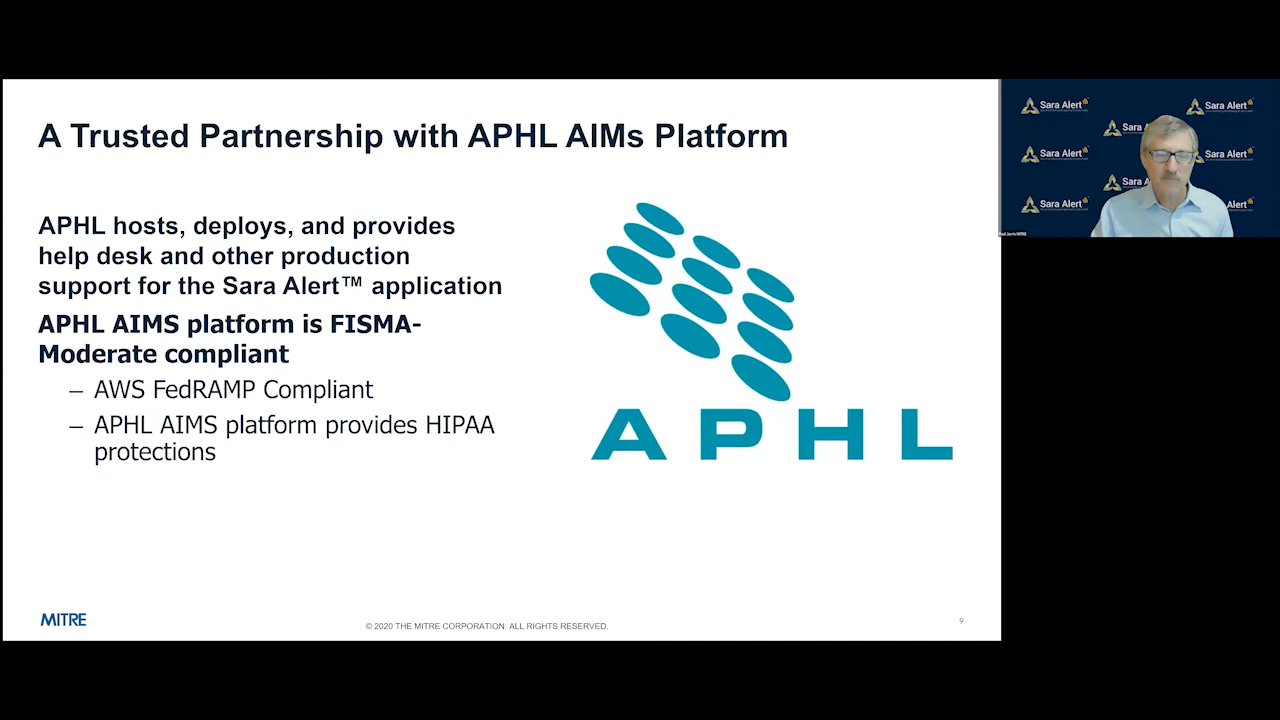 A Trusted Partnership with APHL AIMs Platform
APHL hosts, deploys, and provides
help desk and other production
support for the Sara Alert™ application
APHL AIMS platform is FISMA-
Moderate compliant
– AWS FedRAMP Compliant
– APHL AIMS platform provides HIPAA
protections
APHL
MITRE
© 2020 THE MITRE CORPORATION. ALL RIGHTS RESERVED.
9
Sara Alert
Sara Alert
Sara A
Sara Alert
Sara Alert
Sara A
Sara Alert
Alert
Paul Jarris MITRE